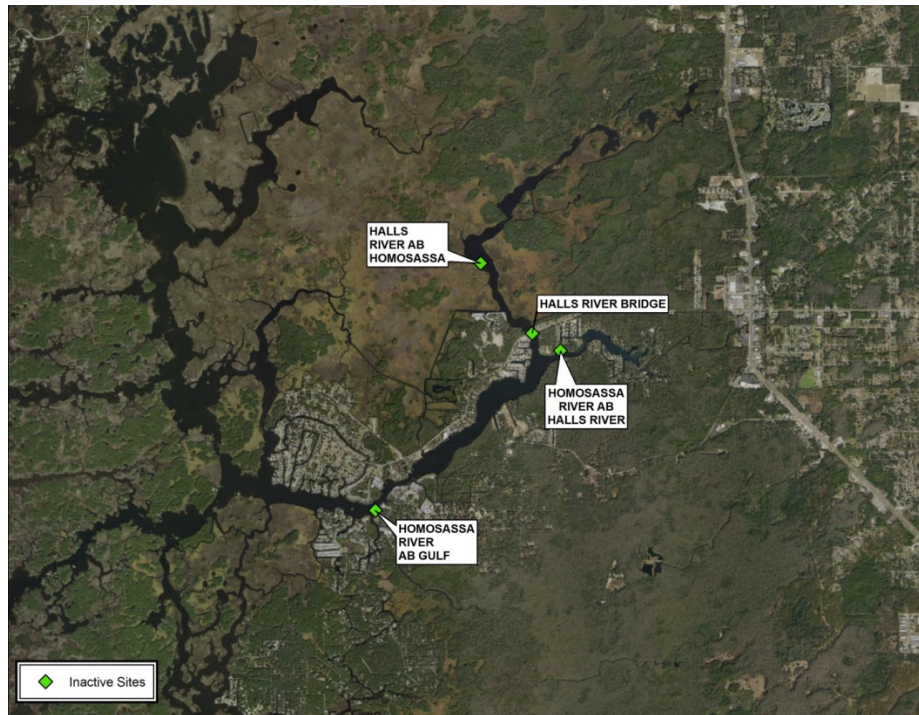 HALLS
RIVER AB
HOMOSASSA
HALLS RIVER BRIDGE
HOMOSASSA
RIVER AB
HALLS RIVER
HOMOSASSA
RIVER
AB GULF
Inactive Sites